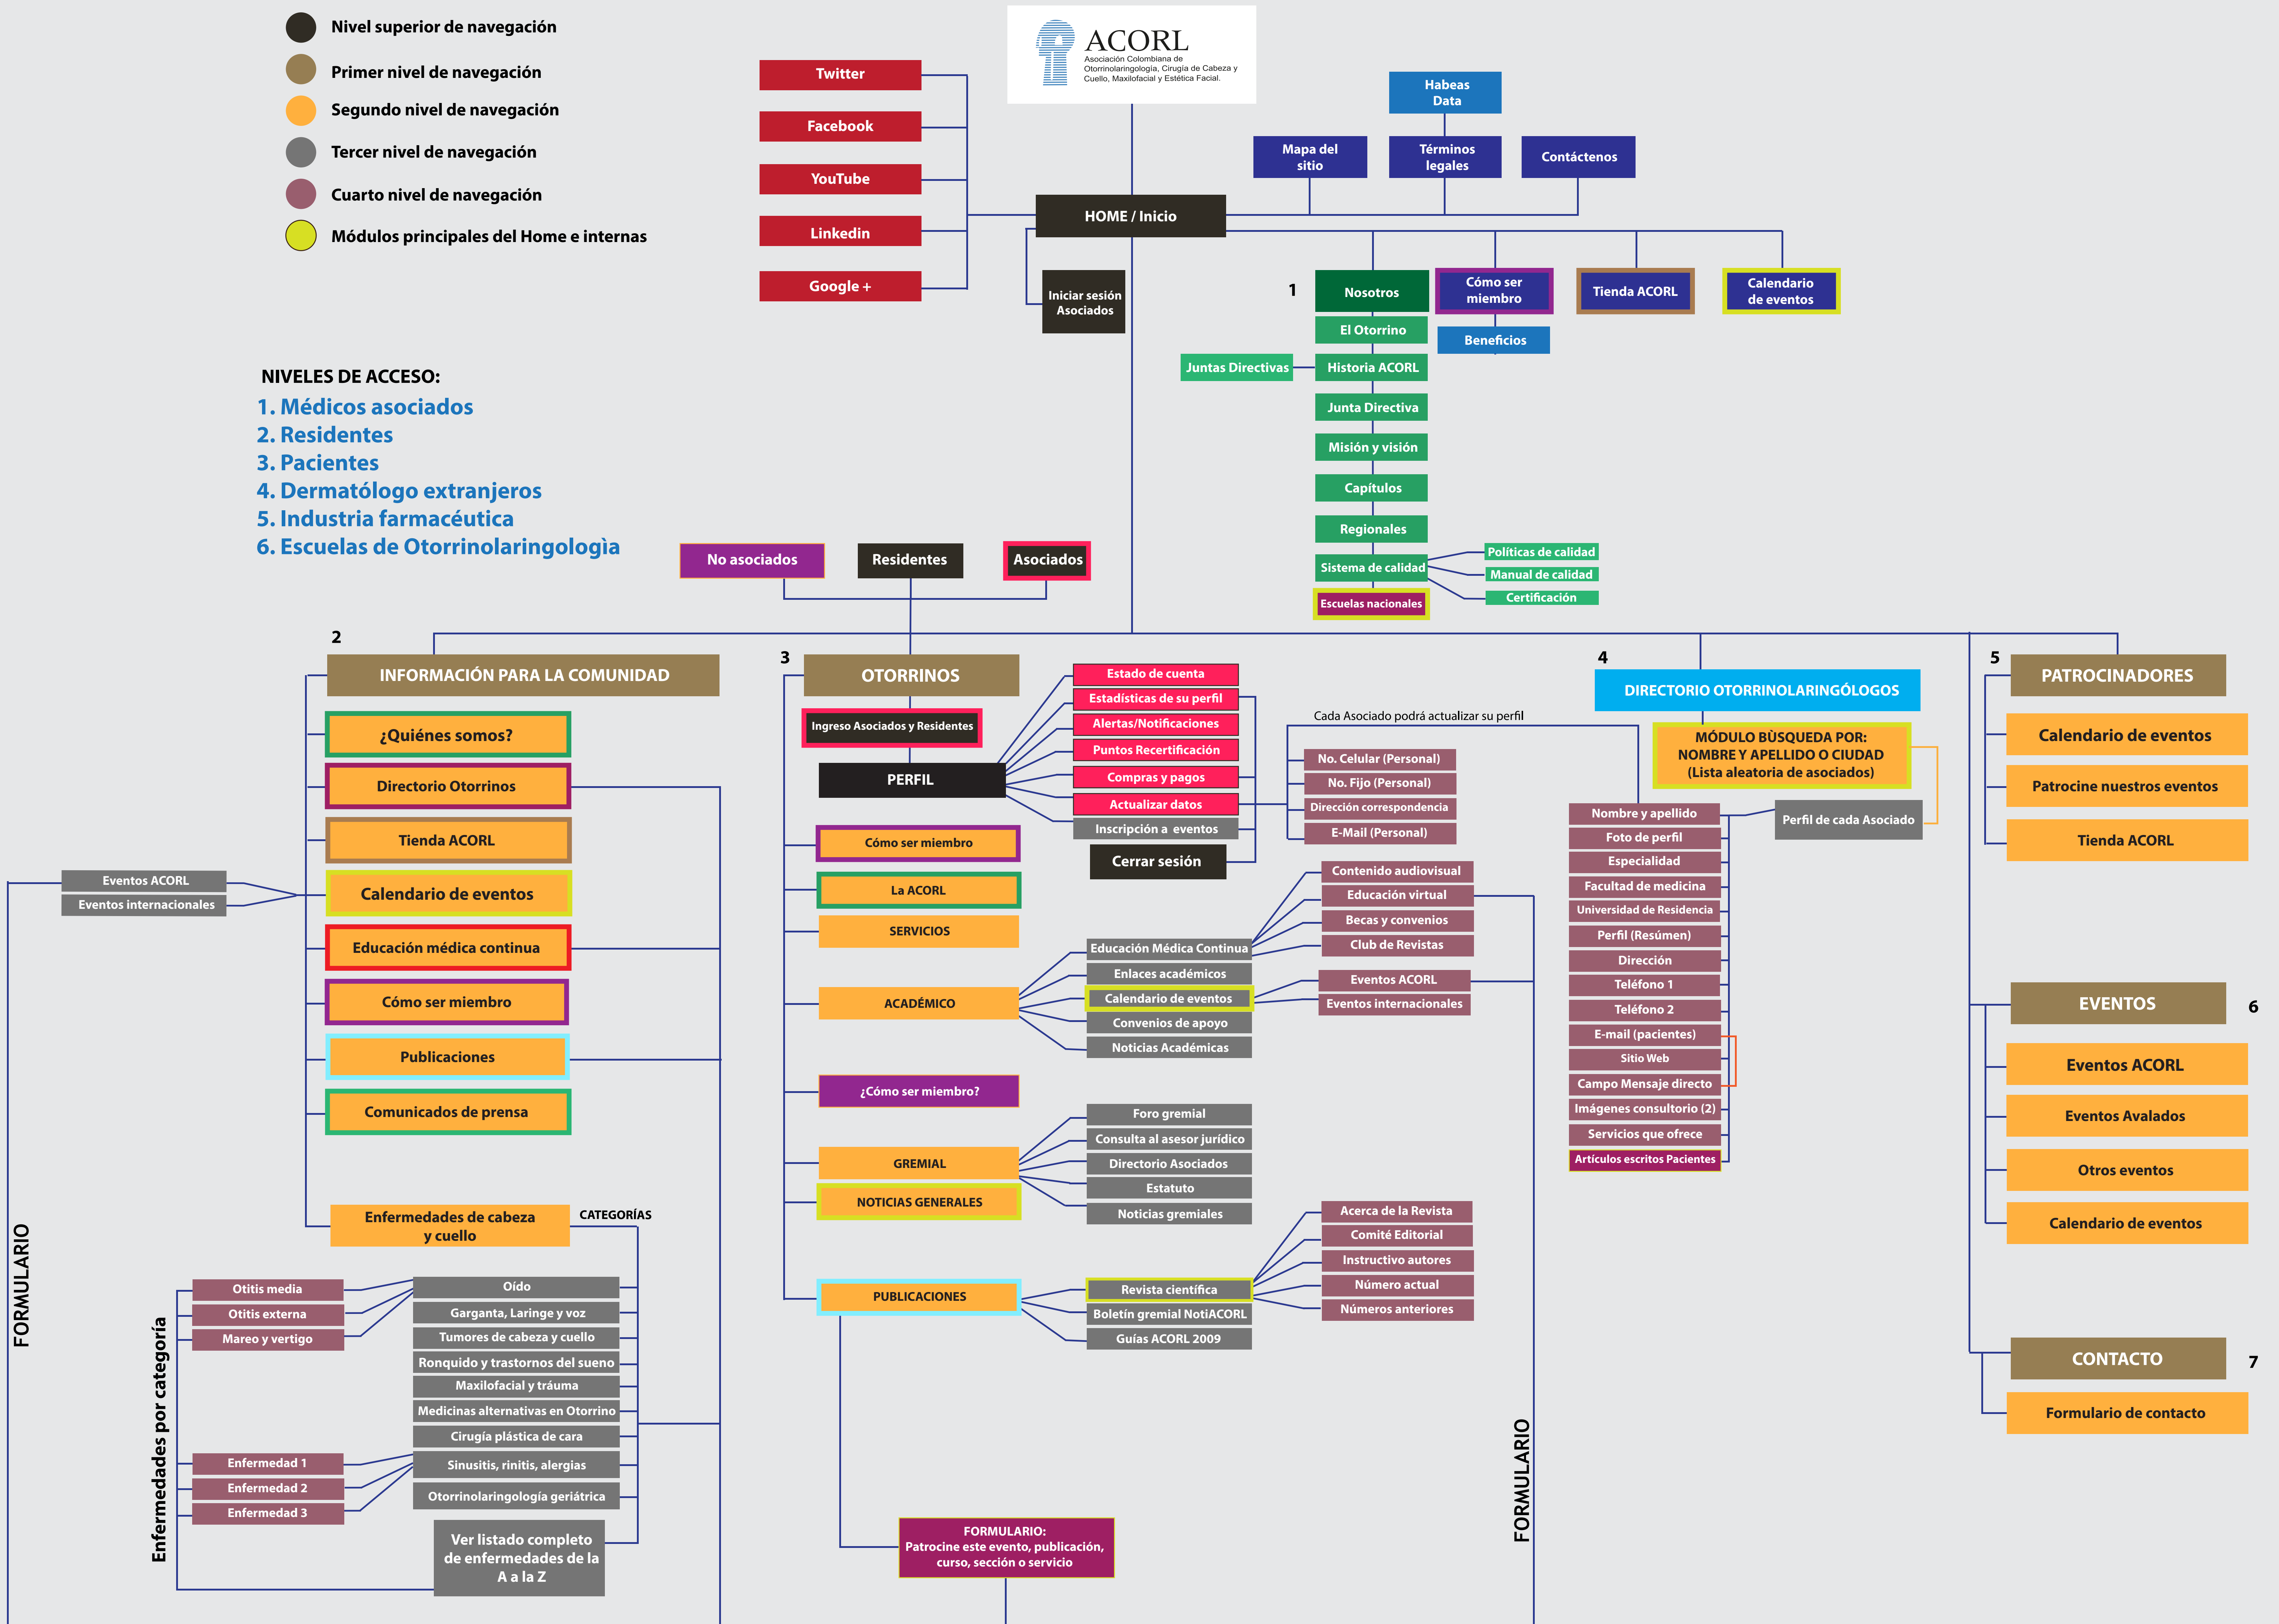 Nivel superior de navegación
Primer nivel de navegación
Segundo nivel de navegación
Tercer nivel de navegación
Cuarto nivel de navegación
Módulos principales del Home e internas
ACORL
Asociación Colombiana de
Otorrinolaringología, Cirugía de Cabeza y
Cuello, Maxilofacial y Estética Facial.
Twitter
Facebook
YouTube
Linkedin
Google +
Habeas
Data
Mapa del
sitio
Términos
legales
Contáctenos
HOME / Inicio
Iniciar sesión
Asociados
1
Nosotros
El Otorrino
Juntas Directivas
Historia ACORL
Junta Directiva
Misión y visión
Capítulos
Regionales
Sistema de calidad
Políticas de calidad
Manual de calidad
Certificación
Escuelas nacionales
Cómo ser
miembro
Beneficios
Tienda ACORL
Calendario
de eventos
NIVELES DE ACCESO:
1. Médicos asociados
2. Residentes
3. Pacientes
4. Dermatólogo extranjeros
5. Industria farmacéutica
6. Escuelas de Otorrinolaringologìa
No asociados
Residentes
Asociados
2
INFORMACIÓN PARA LA COMUNIDAD
¿Quiénes somos?
Directorio Otorrinos
Tienda ACORL
Calendario de eventos
Eventos ACORL
Eventos internacionales
Educación médica continua
Cómo ser miembro
Publicaciones
Comunicados de prensa
Enfermedades de cabeza
y cuello
CATEGORÍAS
Oído
Garganta, Laringe y voz
Tumores de cabeza y cuello
Ronquido y trastornos del sueno
Maxilofacial y tráuma
Medicinas alternativas en Otorrino
Cirugía plástica de cara
Sinusitis, rinitis, alergias
Otorrinolaringología geriátrica
Ver listado completo
de enfermedades de la
A a la Z
Otitis media
Otitis externa
Mareo y vertigo
Enfermedad 1
Enfermedad 2
Enfermedad 3
Enfermedades por categoría
FORMULARIO
3
OTORRINOS
Ingreso Asociados y Residentes
PERFIL
Estado de cuenta
Estadísticas de su perfil
Alertas/Notificaciones
Puntos Recertificación
Compras y pagos
Actualizar datos
Inscripción a eventos
Cerrar sesión
Cada Asociado podrá actualizar su perfil
No. Celular (Personal)
No. Fijo (Personal)
Dirección correspondencia
E-Mail (Personal)
Cómo ser miembro
La ACORL
SERVICIOS
ACADÉMICO
Educación Médica Continua
Enlaces académicos
Calendario de eventos
Convenios de apoyo
Noticias Académicas
Contenido audiovisual
Educación virtual
Becas y convenios
Club de Revistas
Eventos ACORL
Eventos internacionales
¿Cómo ser miembro?
GREMIAL
Foro gremial
Consulta al asesor jurídico
Directorio Asociados
Estatuto
Noticias gremiales
NOTICIAS GENERALES
PUBLICACIONES
Revista científica
Boletín gremial NotiACORL
Guías ACORL 2009
Acerca de la Revista
Comité Editorial
Instructivo autores
Número actual
Números anteriores
FORMULARIO:
Patrocine este evento, publicación,
curso, sección o servicio
FORMULARIO
4
DIRECTORIO OTORRINOLARINGÓLOGOS
MÓDULO BÙSQUEDA POR:
NOMBRE Y APELLIDO O CIUDAD
(Lista aleatoria de asociados)
Perfil de cada Asociado
Nombre y apellido
Foto de perfil
Especialidad
Facultad de medicina
Universidad de Residencia
Perfil (Resúmen)
Dirección
Teléfono 1
Teléfono 2
E-mail (pacientes)
Sitio Web
Campo Mensaje directo
Imágenes consultorio (2)
Servicios que ofrece
Artículos escritos Pacientes
5
PATROCINADORES
Calendario de eventos
Patrocine nuestros eventos
Tienda ACORL
EVENTOS
6
Eventos ACORL
Eventos Avalados
Otros eventos
Calendario de eventos
CONTACTO
7
Formulario de contacto